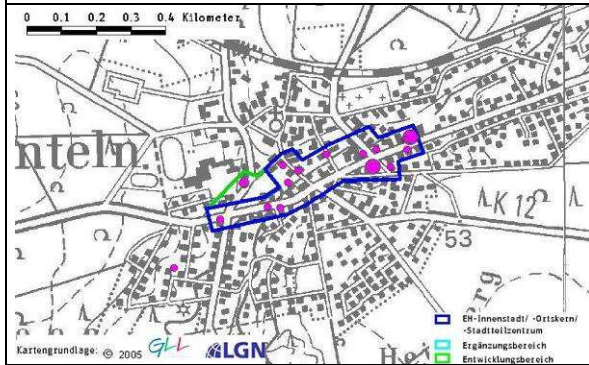 0 0.1 0.2 0.3 0.4 Kilometer
nteln
K 12
53
EH-Innenstadt/ -Ortskern/
-Stadtteilzentrum
Ergänzungsbereich
Entwicklungsbereich
Kartengrundlage: © 2005 GLL LGN